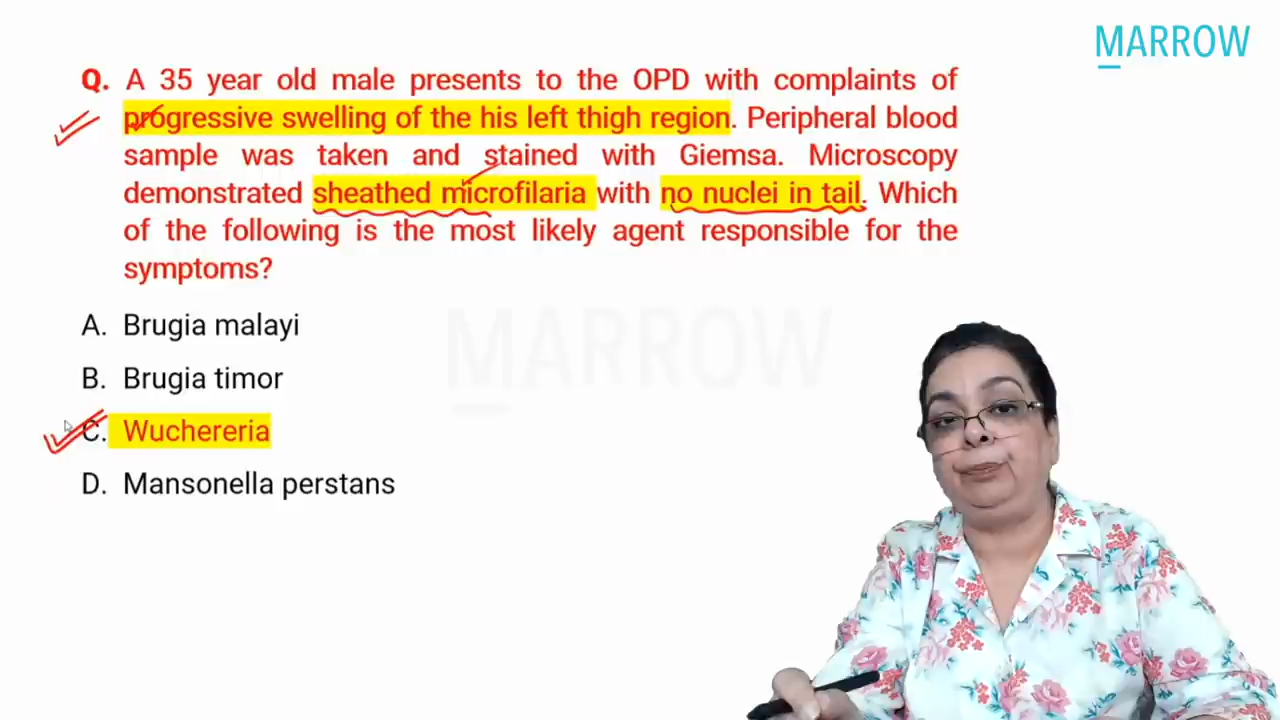 MARROW
Q. A 35 year old male presents to the OPD with complaints of
progressive swelling of the his left thigh region. Peripheral blood
sample was taken and stained with Giemsa. Microscopy
demonstrated sheathed microfilaria with no nuclei in tail. Which
of the following is the most likely agent responsible for the
symptoms?
A. Brugia malayi
B. Brugia timor
C. Wuchereria
D. Mansonella perstans
MARROW